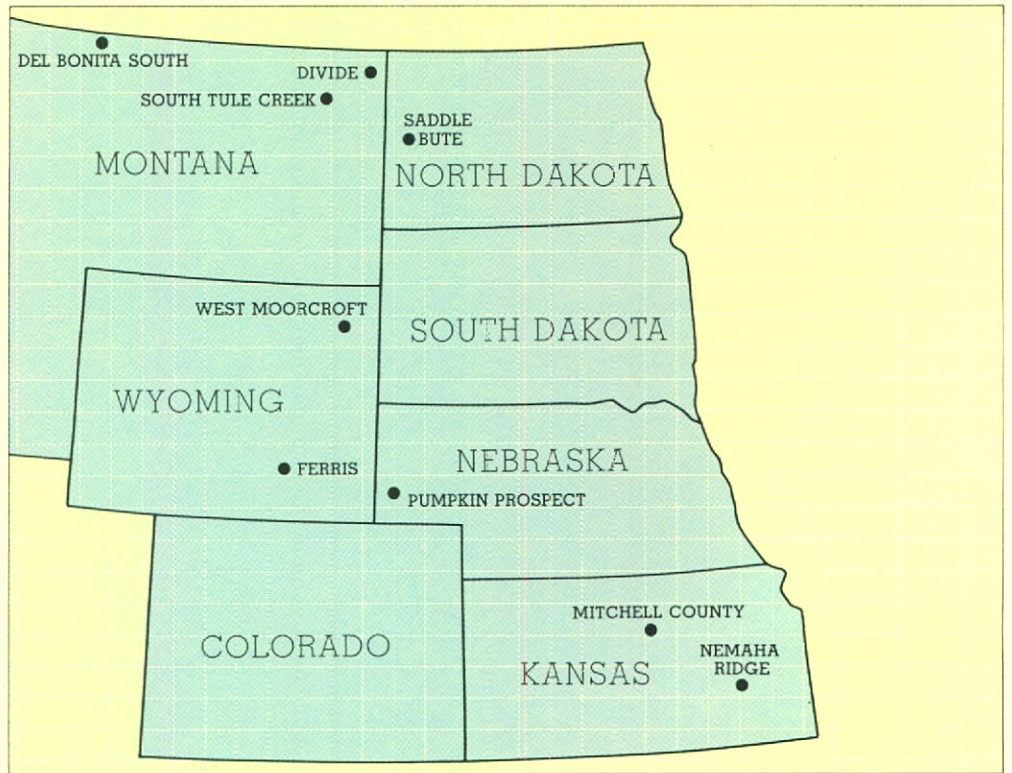 DEL BONITA SOUTH
DIVIDE
SOUTH TULE CREEK
SADDLE
BUTE
MONTANA
NORTH DAKOTA
WEST MOORCROFT
SOUTH DAKOTA
WYOMING
NEBRASKA
FERRIS
PUMPKIN PROSPECT
MITCHELL COUNTY
COLORADO
NEMAHA
RIDGE
KANSAS